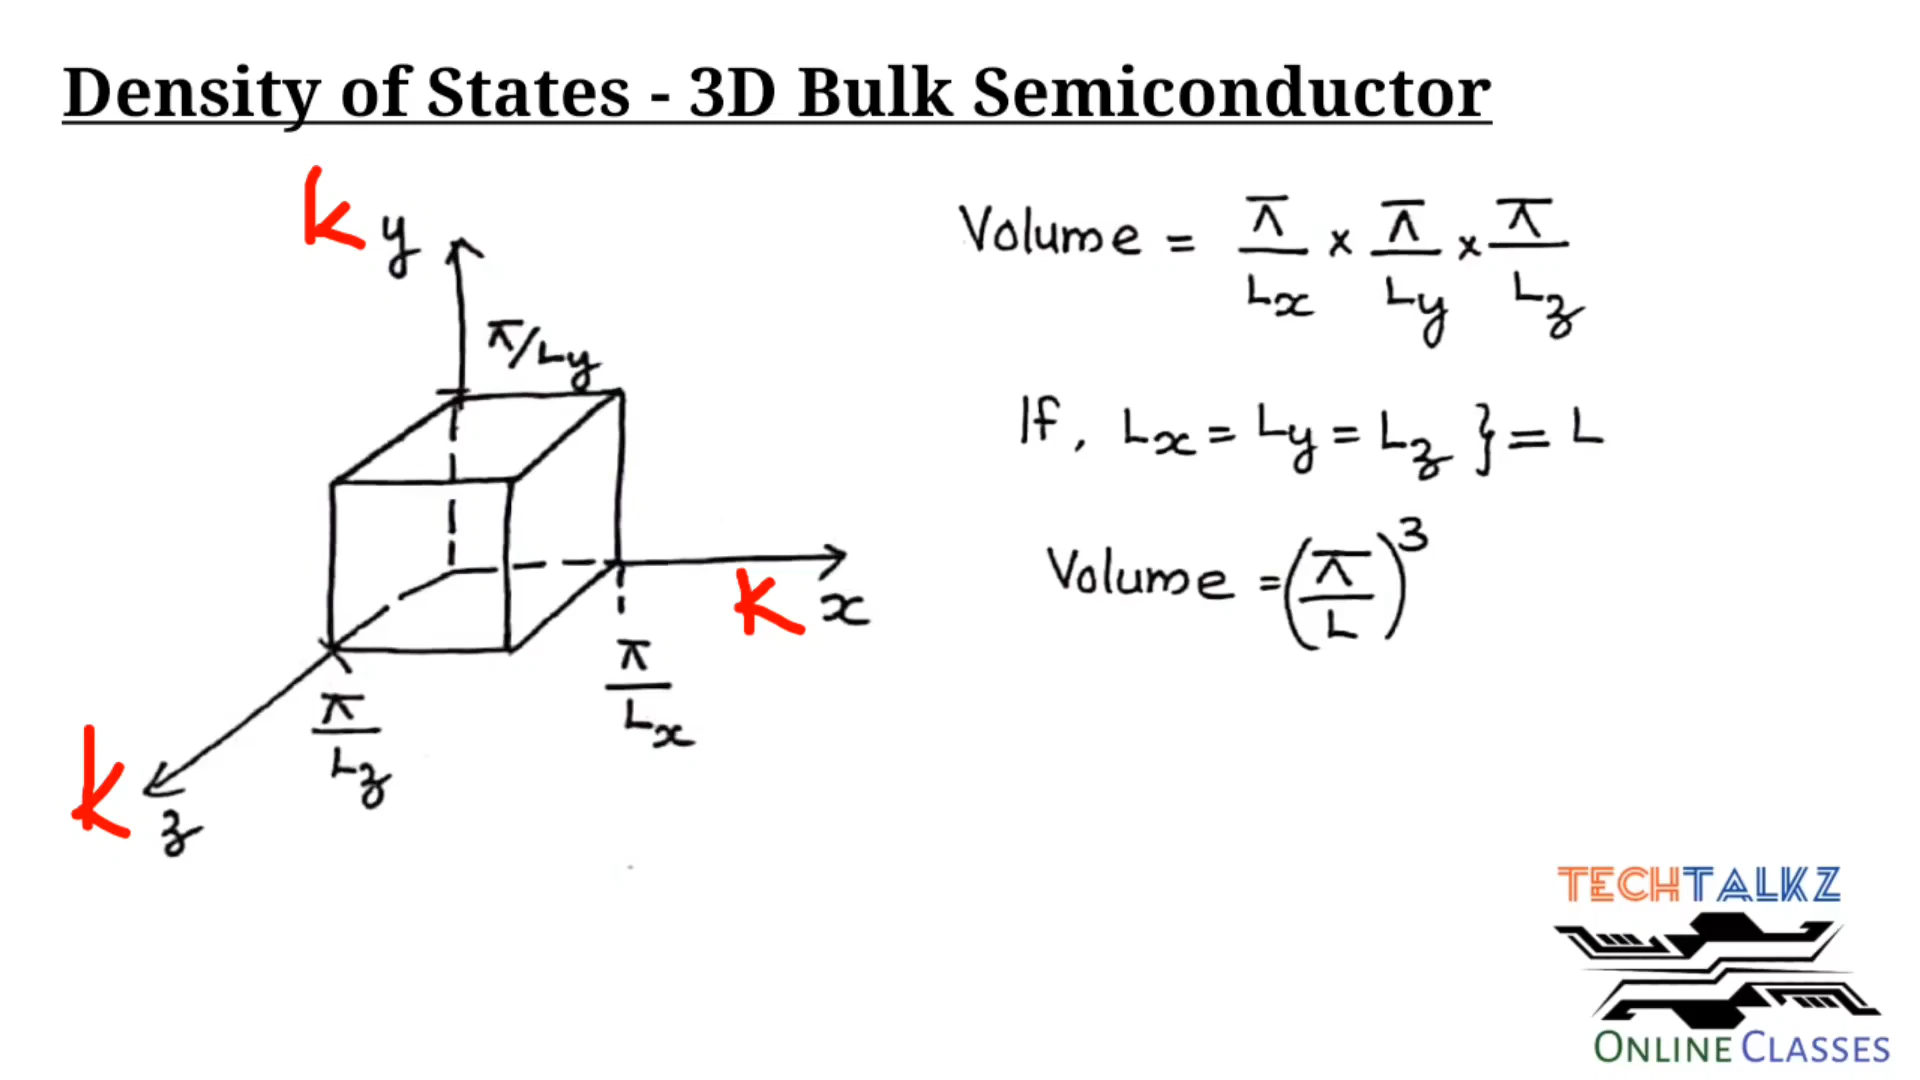 Density of States - 3D Bulk Semiconductor
k y
π/Ly
k x
π/Lx
π/Lz
k z
Volume = π/Lx × π/Ly × π/Lz
If, Lx = Ly = Lz } = L
Volume = (π/L)³
TECHTALKZ
ONLINE CLASSES